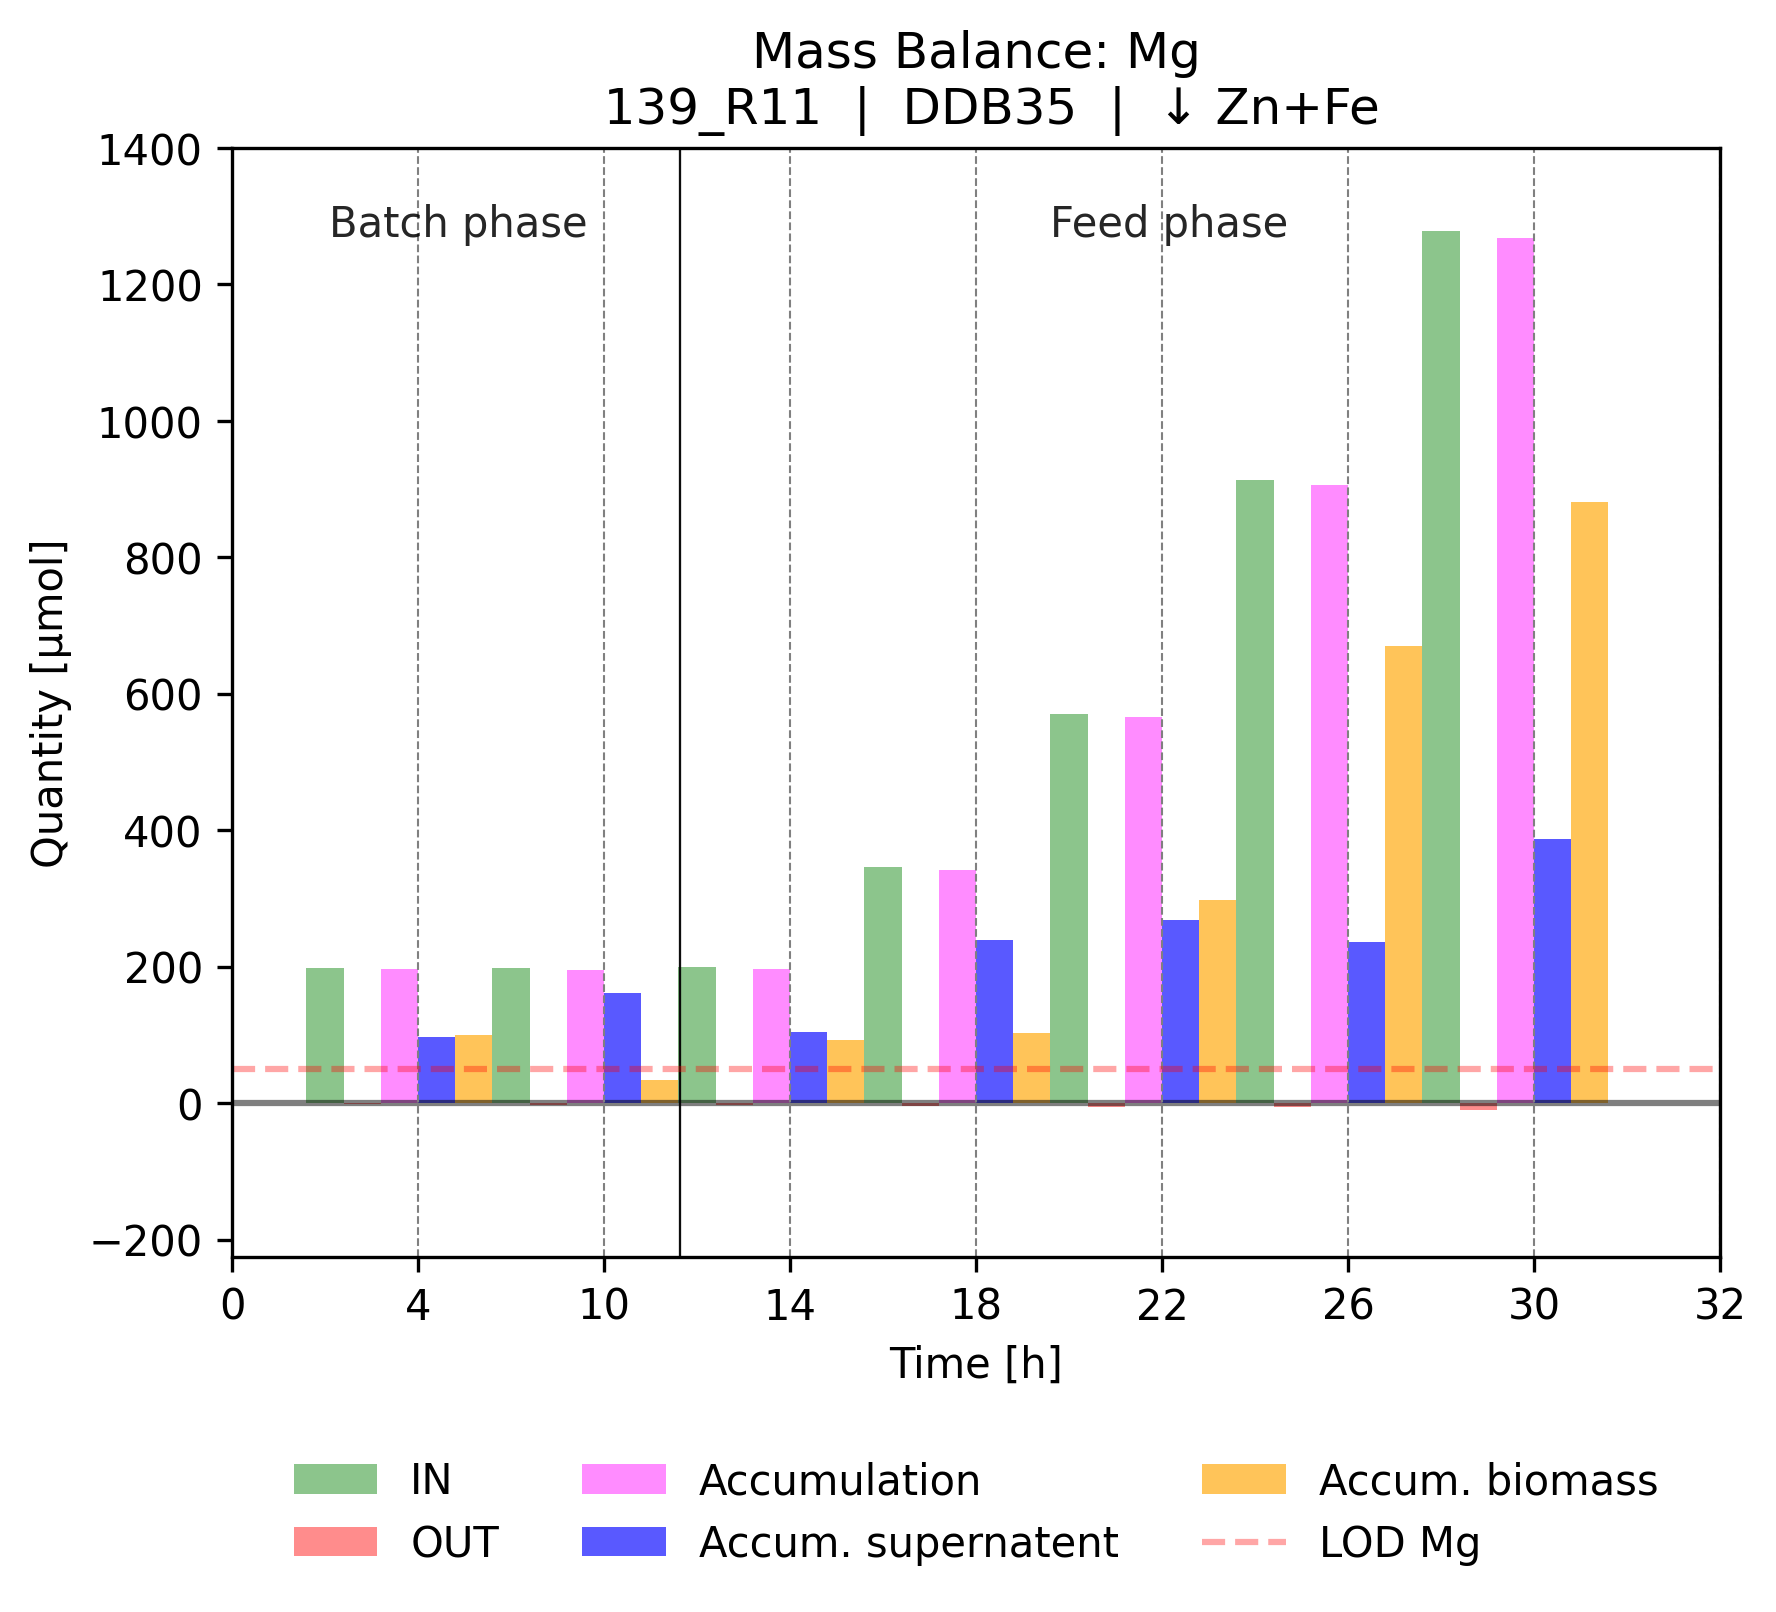 Mass Balance: Mg
139_R11 | DDB35 | ↓ Zn+Fe
1400
1200
1000
800
600
400
200
0
−200
Quantity [µmol]
Batch phase
Feed phase
0 4 10 14 18 22 26 30 32
Time [h]
IN
OUT
Accumulation
Accum. supernatent
Accum. biomass
LOD Mg